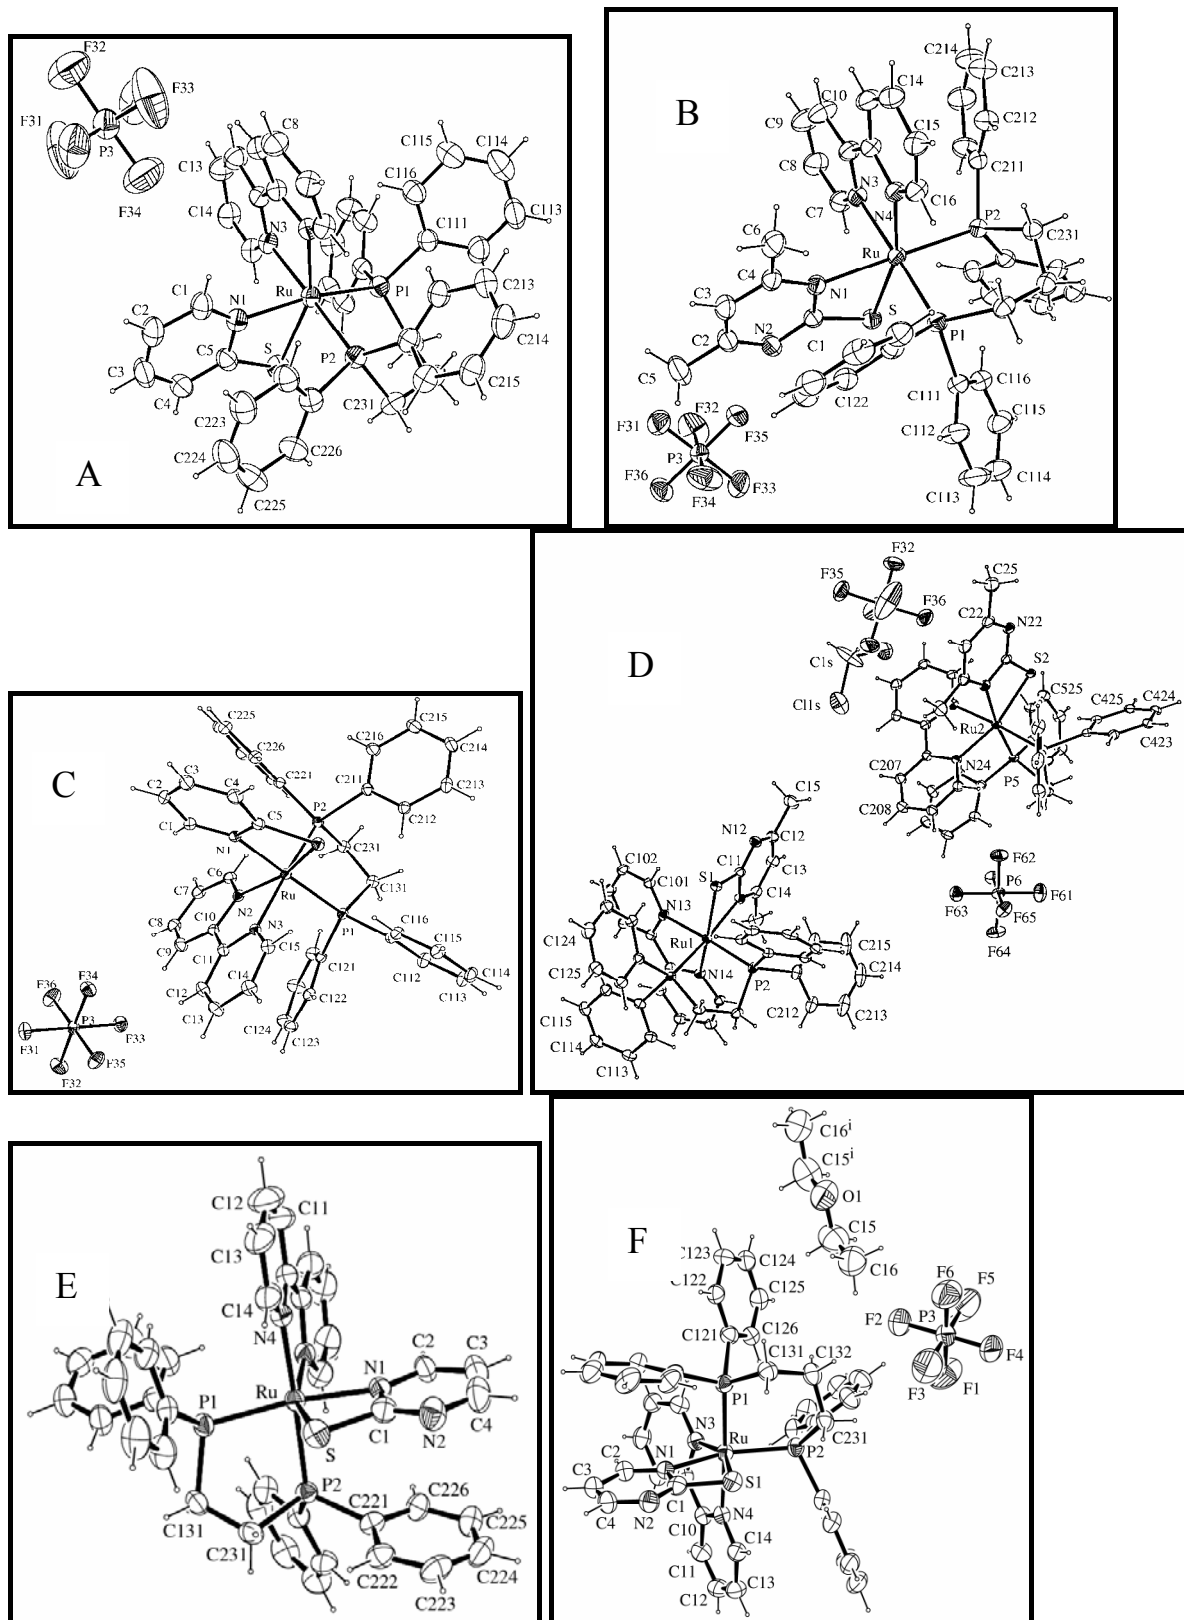 F32
F33
F31
P3
F34
C13
C8
C14
N3
C115
C114
C116
C113
C111
C1
N1
Ru
P1
C213
C2
C5
S
P2
C214
C3
C4
C215
C223
C231
C226
C224
C225
A
B
C214
C213
C10
C14
C9
C15
C212
C8
N3
C211
C7
N4
C16
C6
P2
C231
Ru
C4
N1
C3
N2
S
C2
C1
P1
C5
C122
C111
C116
C115
C112
C114
C113
F31
F32
F35
P3
F36
F34
F33
C
C225
C215
C226
C216
C214
C3
C221
C211
C213
C2
C4
P2
C212
C5
C1
C231
N1
C6
Ru
C131
C7
N2
N3
P1
C116
C8
C10
C15
C115
C9
C11
C121
C112
C114
C12
C14
C122
C113
C13
C124
C123
F36
F34
P3
F31
F33
F32
F35
D
F32
F35
F36
C25
C22
N22
C1s
S2
Cl1s
C525
C425
C424
Ru2
C423
C207
N24
P5
C208
C15
N12
C12
C102
C11
C13
C101
S1
C14
N13
C124
Ru1
C215
C125
N14
P2
C214
C115
C212
C213
C114
C113
F62
P6
F63
F61
F65
F64
E
C12
C11
C13
C14
N4
C2
C3
N1
Ru
P1
C1
C4
N2
S
P2
C221
C226
C225
C131
C231
C222
C224
C223
F
C16i
C15i
O1
C15
C16
C123
C124
C122
C125
C121
C126
C131
C132
F6
F5
F2
P3
F4
F3
F1
P1
N3
Ru
C231
C2
N1
P2
C3
S1
C1
C4
N2
N4
C10
C14
C11
C13
C12